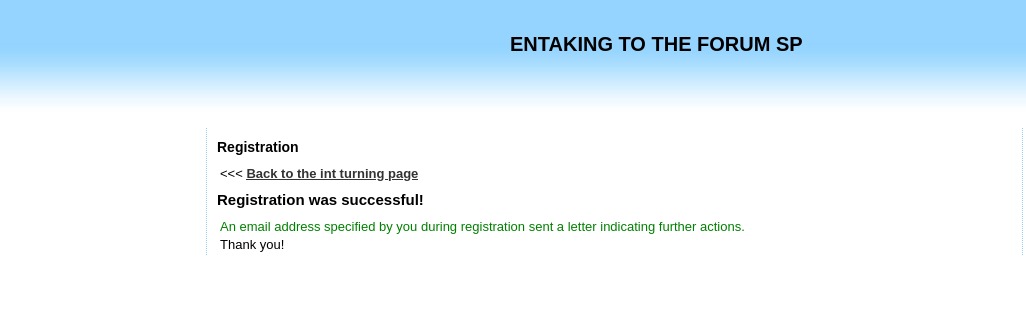 ENTAKING TO THE FORUM SP
Registration
<<< Back to the int turning page
Registration was successful!
An email address specified by you during registration sent a letter indicating further actions.
Thank you!